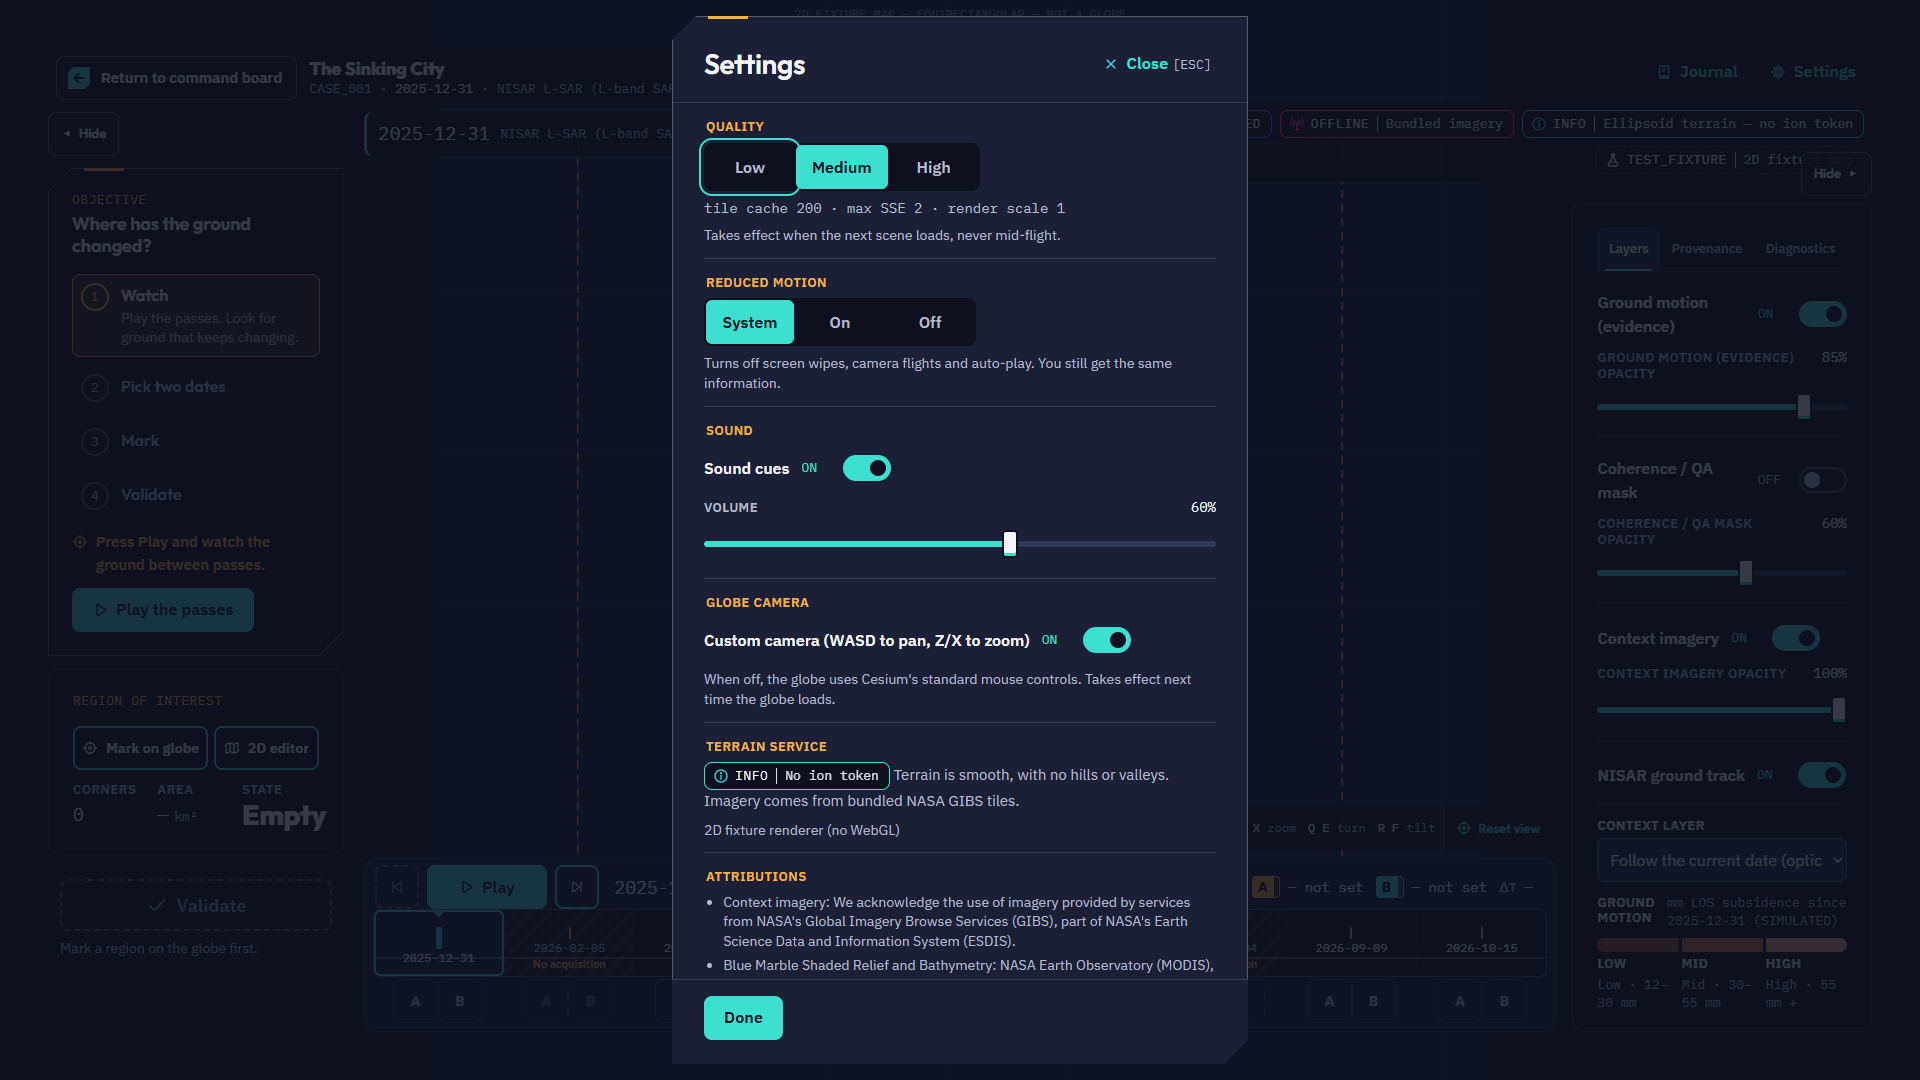 2D FIXTURE MAP — EQUIRECTANGULAR — NOT A GLOBE
Return to command board
The Sinking City
CASE_001 · 2025-12-31 · NISAR L-SAR (L-band SAR
Journal
Settings
Hide
2025-12-31 NISAR L-SAR (L-band SA
ED
OFFLINE | Bundled imagery
INFO | Ellipsoid terrain — no ion token
TEST_FIXTURE | 2D fixtu
Hide
OBJECTIVE
Where has the ground
changed?
1
Watch
Play the passes. Look for
ground that keeps changing.
2
Pick two dates
3
Mark
4
Validate
Press Play and watch the
ground between passes.
Play the passes
REGION OF INTEREST
Mark on globe
2D editor
CORNERS
AREA
STATE
0
— km²
Empty
Validate
Mark a region on the globe first.
Settings
Close [ESC]
QUALITY
Low
Medium
High
tile cache 200 · max SSE 2 · render scale 1
Takes effect when the next scene loads, never mid-flight.
REDUCED MOTION
System
On
Off
Turns off screen wipes, camera flights and auto-play. You still get the same
information.
SOUND
Sound cues ON
VOLUME
60%
GLOBE CAMERA
Custom camera (WASD to pan, Z/X to zoom) ON
When off, the globe uses Cesium's standard mouse controls. Takes effect next
time the globe loads.
TERRAIN SERVICE
INFO | No ion token Terrain is smooth, with no hills or valleys.
Imagery comes from bundled NASA GIBS tiles.
2D fixture renderer (no WebGL)
ATTRIBUTIONS
• Context imagery: We acknowledge the use of imagery provided by services
from NASA's Global Imagery Browse Services (GIBS), part of NASA's Earth
Science Data and Information System (ESDIS).
• Blue Marble Shaded Relief and Bathymetry: NASA Earth Observatory (MODIS),
Done
Layers
Provenance
Diagnostics
Ground motion
(evidence)
ON
GROUND MOTION (EVIDENCE)
OPACITY
85%
Coherence / QA
mask
OFF
COHERENCE / QA MASK
OPACITY
60%
Context imagery ON
CONTEXT IMAGERY OPACITY
100%
NISAR ground track ON
CONTEXT LAYER
Follow the current date (optic
GROUND
MOTION
mm LOS subsidence since
2025-12-31 (SIMULATED)
LOW
MID
HIGH
Low · 12–
30 mm
Mid · 30–
55 mm
High · 55
mm +
X zoom Q E turn R F tilt
Reset view
Play
2025-1
A — not set
B — not set
ΔT —
2025-12-31
2026-02-05
No acquisition
2
04
on
2026-09-09
2026-10-15
A B
A B
A B
A B